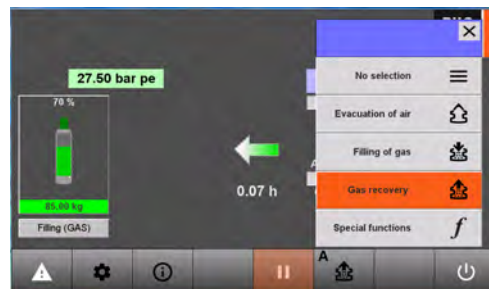 27.50 bar pe
70 %
85,00 kg
Filing (GAS)
0.07 h
No selection
Evacuation of air
Filling of gas
Gas recovery
Special functions
f
A